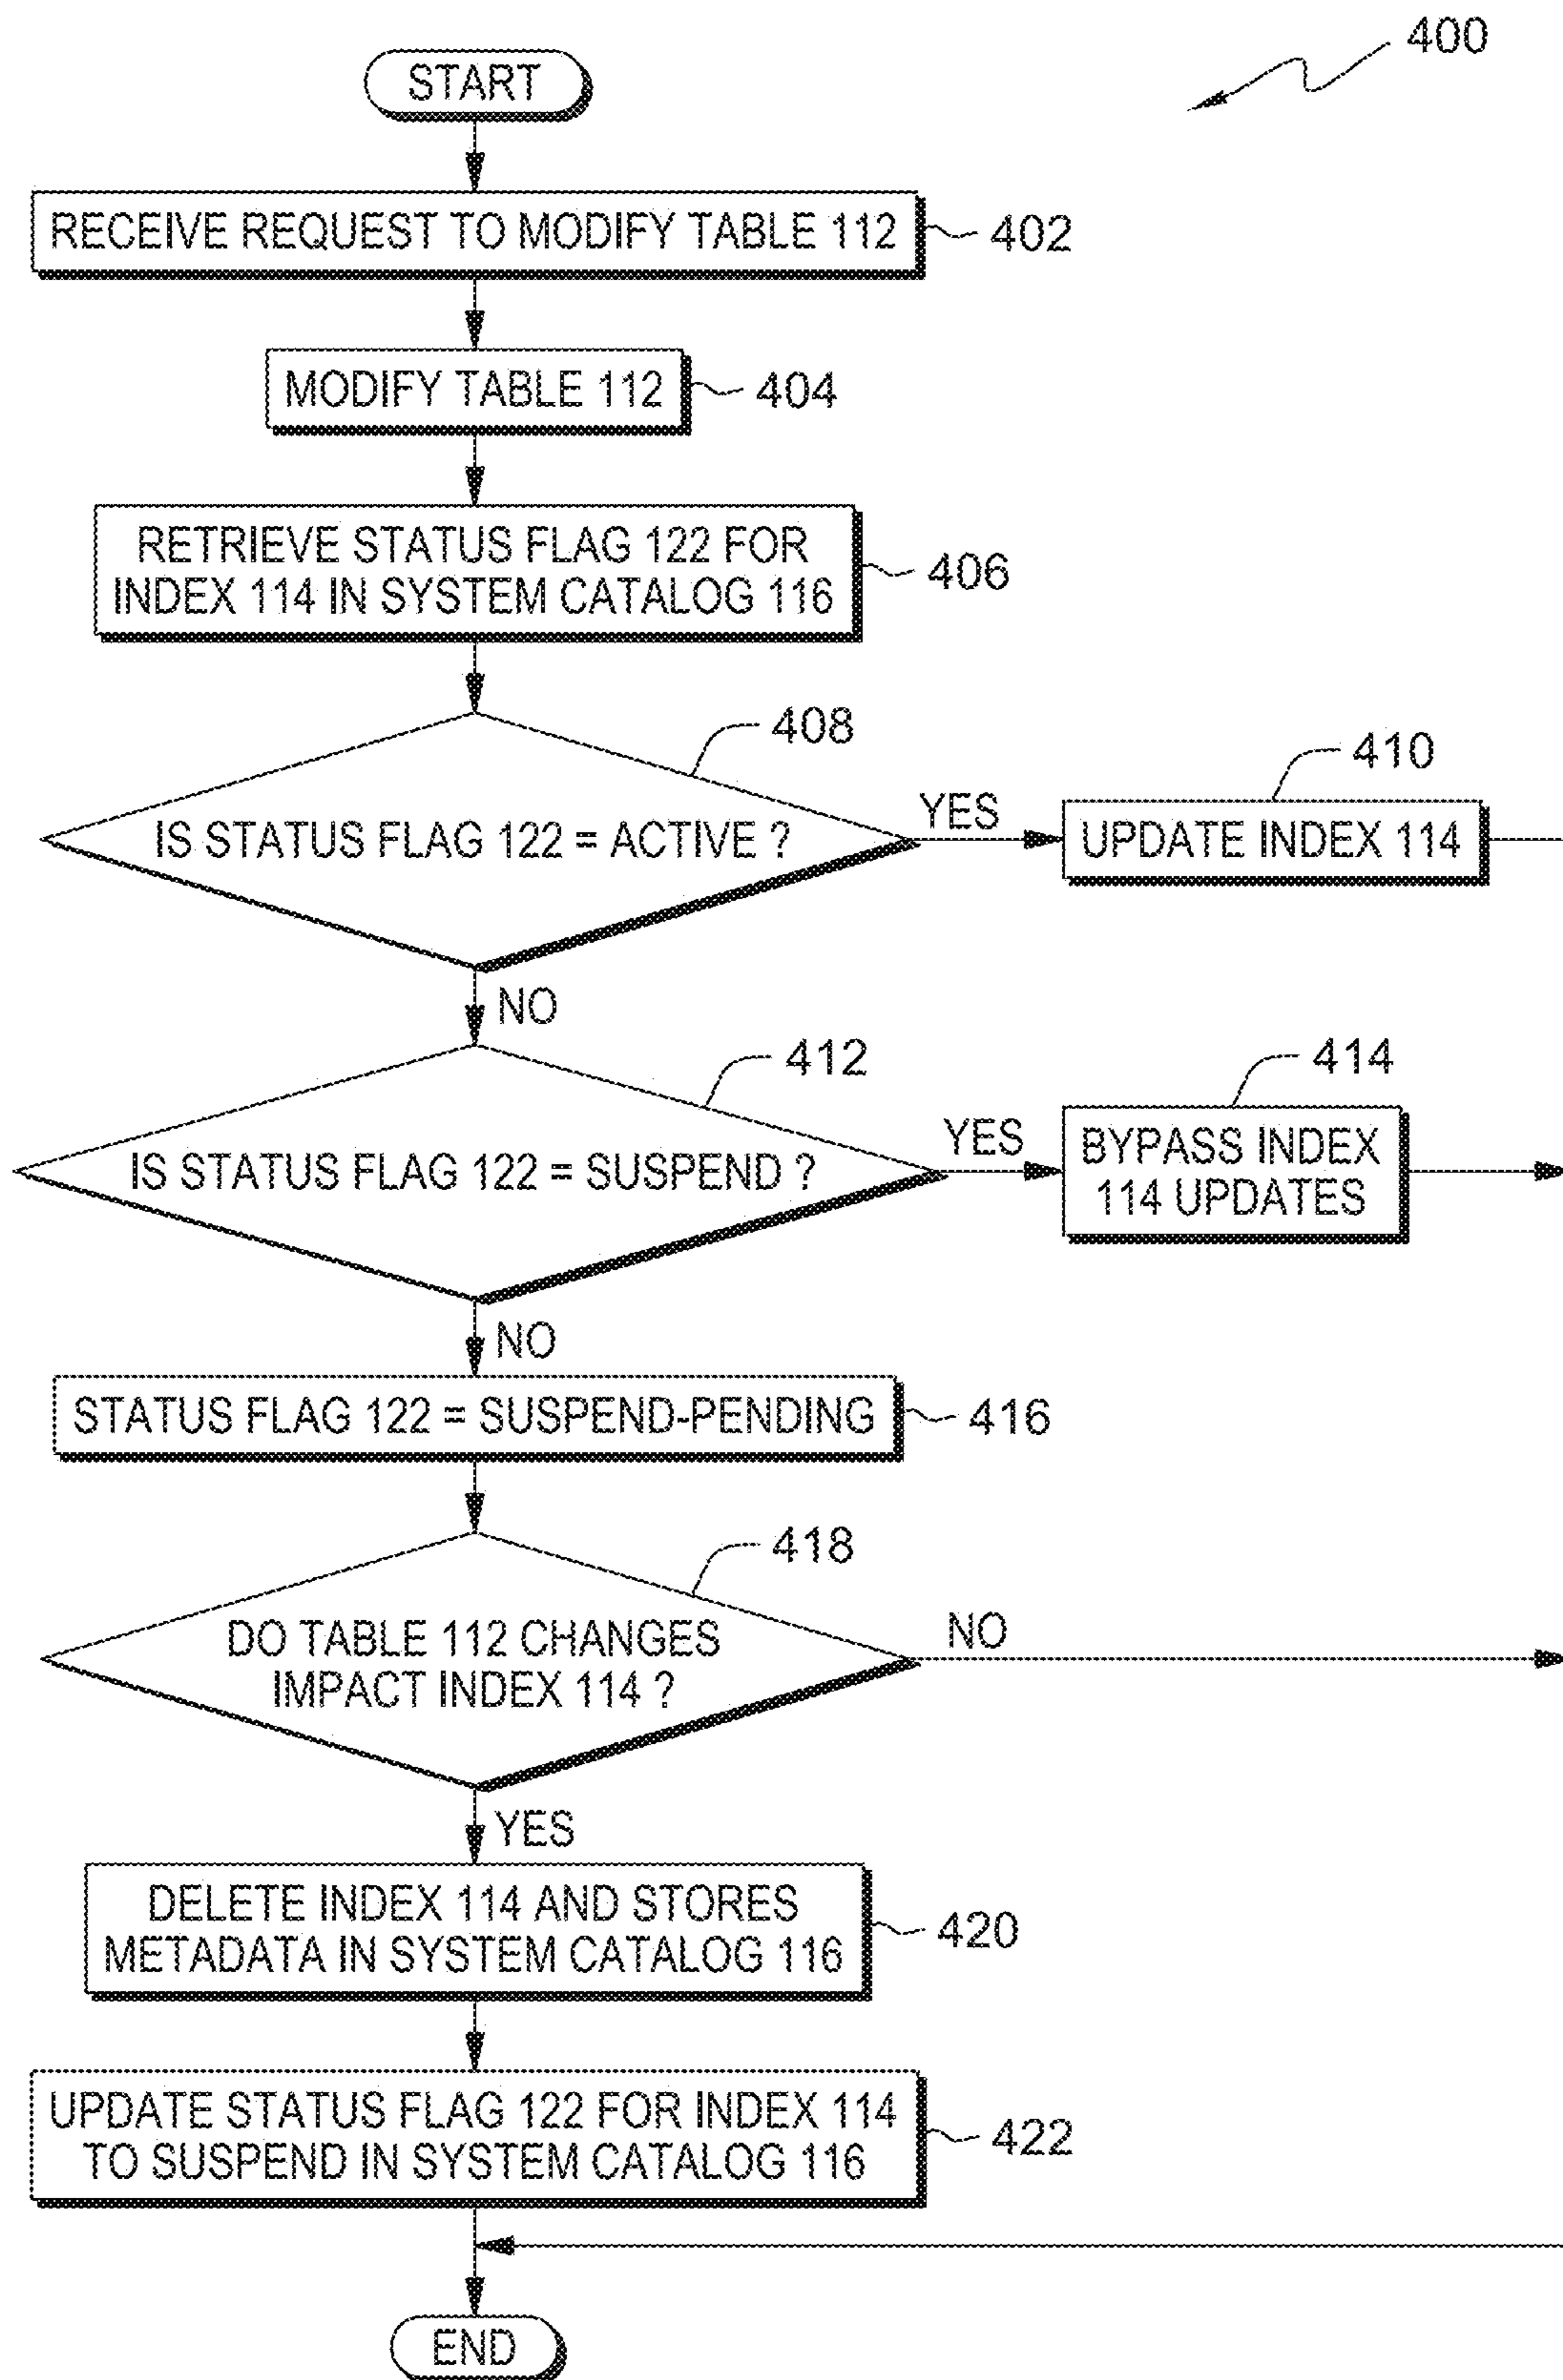 400
START
RECEIVE REQUEST TO MODIFY TABLE 112
402
MODIFY TABLE 112
404
RETRIEVE STATUS FLAG 122 FOR
INDEX 114 IN SYSTEM CATALOG 116
406
408
IS STATUS FLAG 122 = ACTIVE ?
YES
410
UPDATE INDEX 114
NO
412
IS STATUS FLAG 122 = SUSPEND ?
YES
414
BYPASS INDEX
114 UPDATES
NO
STATUS FLAG 122 = SUSPEND-PENDING
416
418
DO TABLE 112 CHANGES
IMPACT INDEX 114 ?
NO
YES
DELETE INDEX 114 AND STORES
METADATA IN SYSTEM CATALOG 116
420
UPDATE STATUS FLAG 122 FOR INDEX 114
TO SUSPEND IN SYSTEM CATALOG 116
422
END